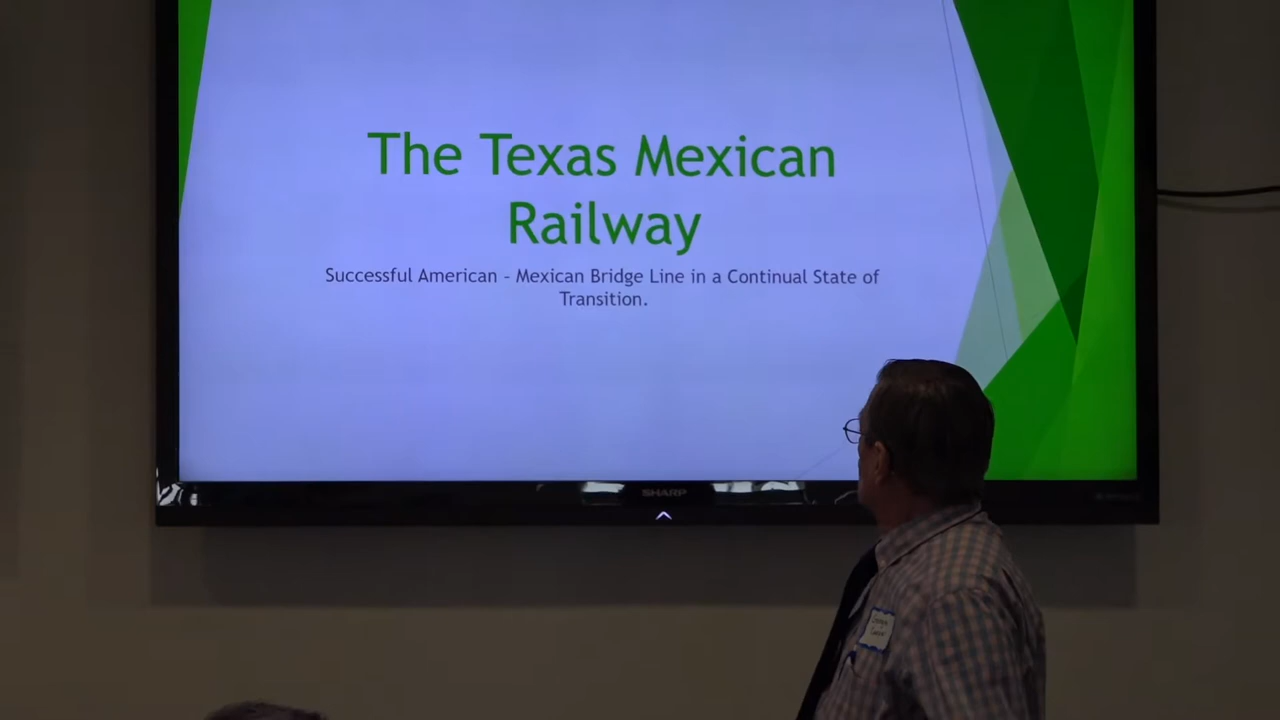 The Texas Mexican
Railway
Successful American – Mexican Bridge Line in a Continual State of
Transition.
SHARP